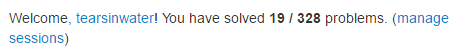 Welcome, tearsinwater! You have solved 19 / 328 problems. (manage
sessions)